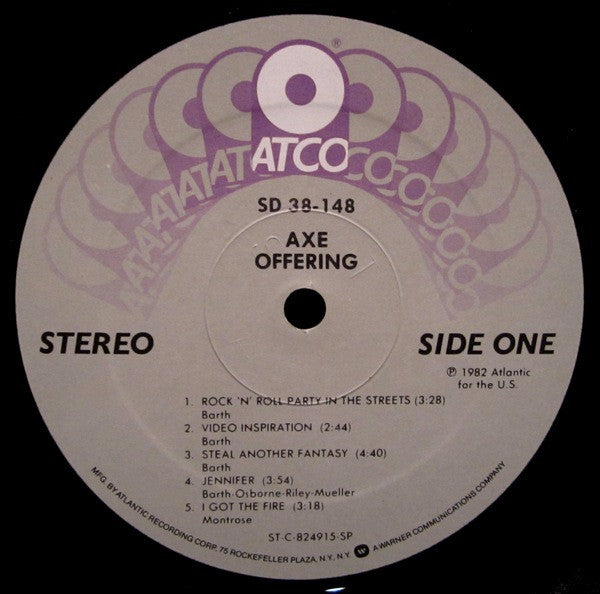 ®
ATATATATATCOCOCOCOCO
SD 38-148
AXE
OFFERING
STEREO
SIDE ONE
℗ 1982 Atlantic
for the U.S.
1. ROCK 'N' ROLL PARTY IN THE STREETS (3:28)
Barth
2. VIDEO INSPIRATION (2:44)
Barth
3. STEAL ANOTHER FANTASY (4:40)
Barth
4. JENNIFER (3:54)
Barth-Osborne-Riley-Mueller
5. I GOT THE FIRE (3:18)
Montrose
ST-C-824915-SP
MFG. BY ATLANTIC RECORDING CORP. 75 ROCKEFELLER PLAZA, N.Y., N.Y. W A WARNER COMMUNICATIONS COMPANY